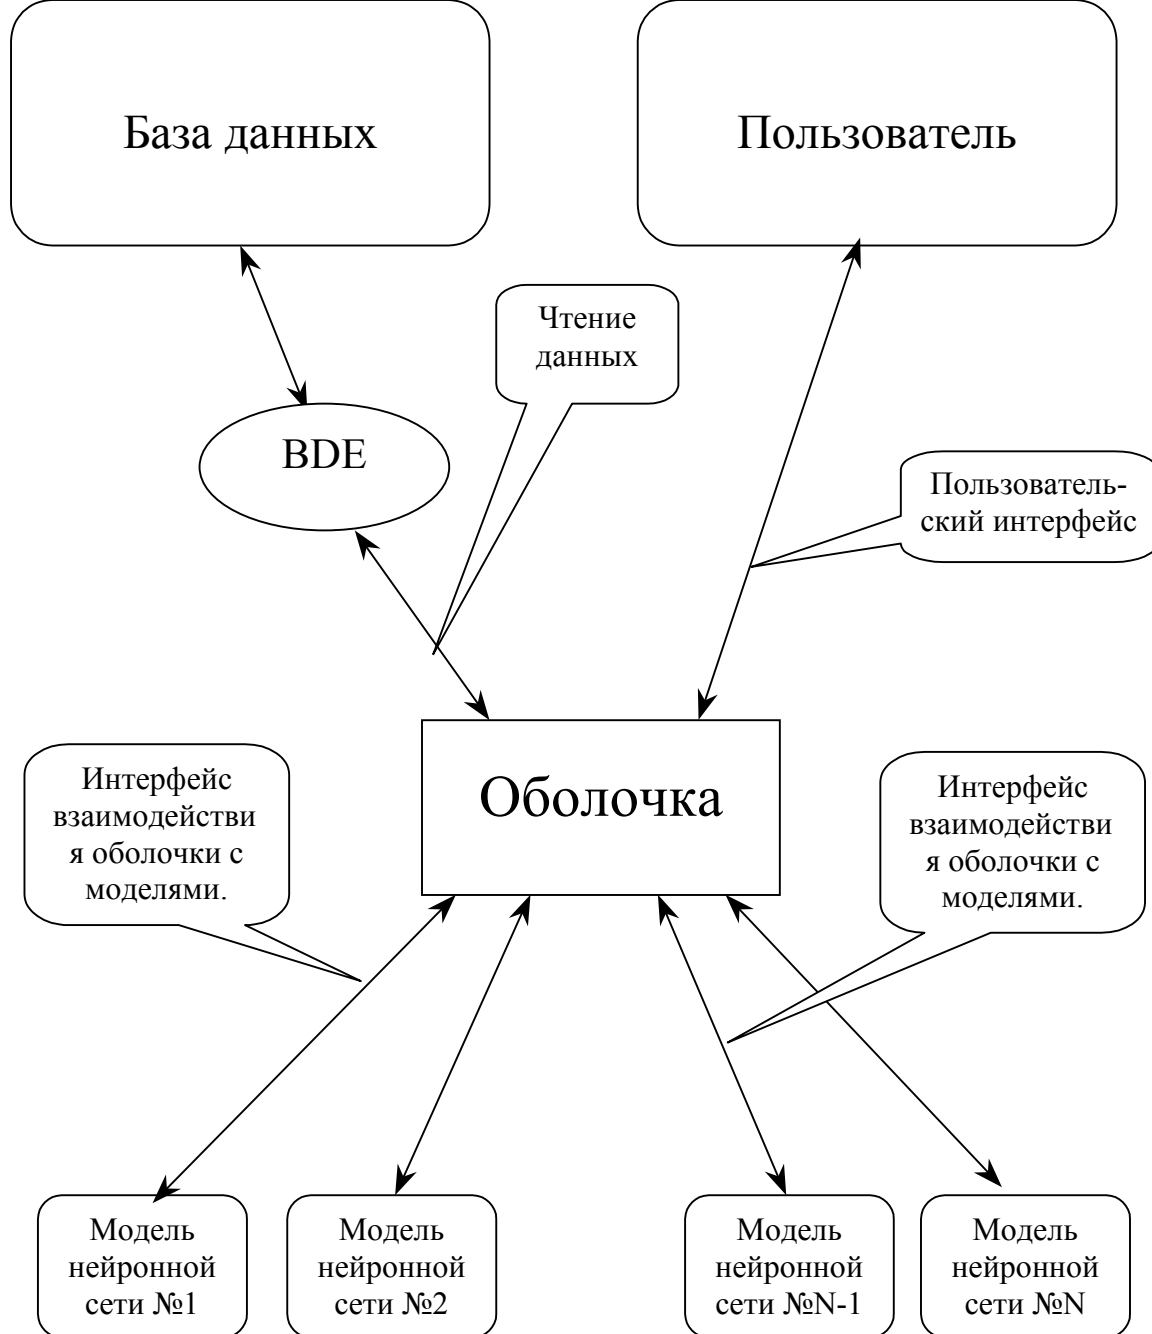 База данных
Пользователь
Чтение
данных
BDE
Пользователь-
ский интерфейс
Оболочка
Интерфейс
взаимодействи
я оболочки с
моделями.
Интерфейс
взаимодействи
я оболочки с
моделями.
Модель
нейронной
сети №1
Модель
нейронной
сети №2
Модель
нейронной
сети №N-1
Модель
нейронной
сети №N